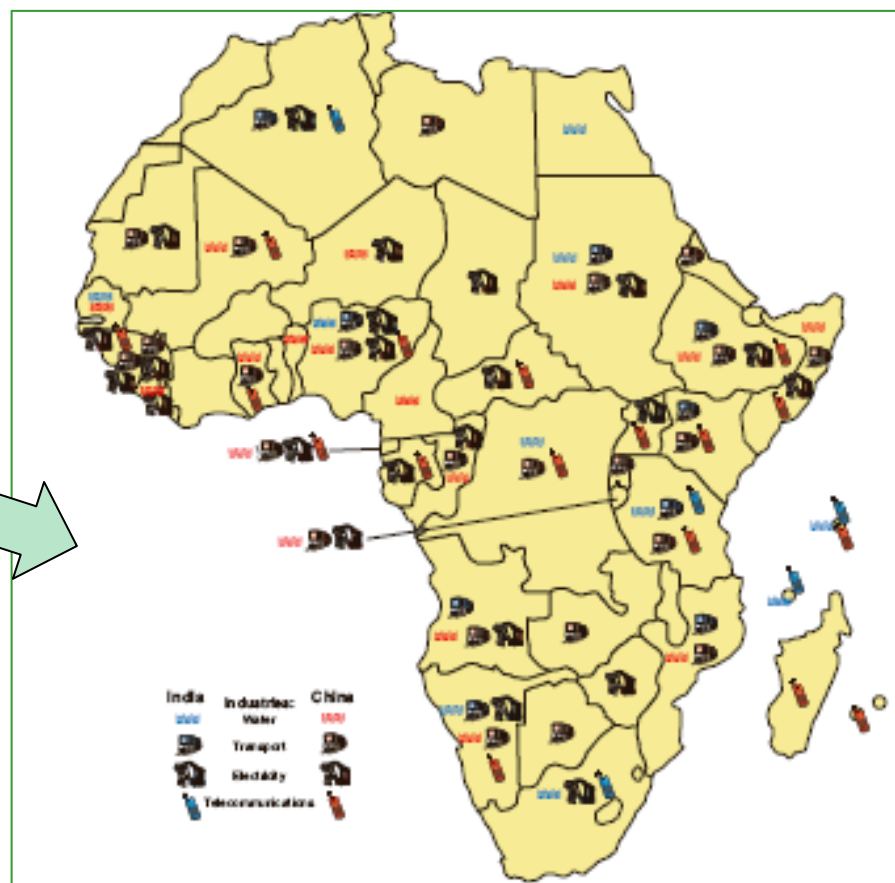 India Industries: China
Water
Transport
Electricity
Telecommunications